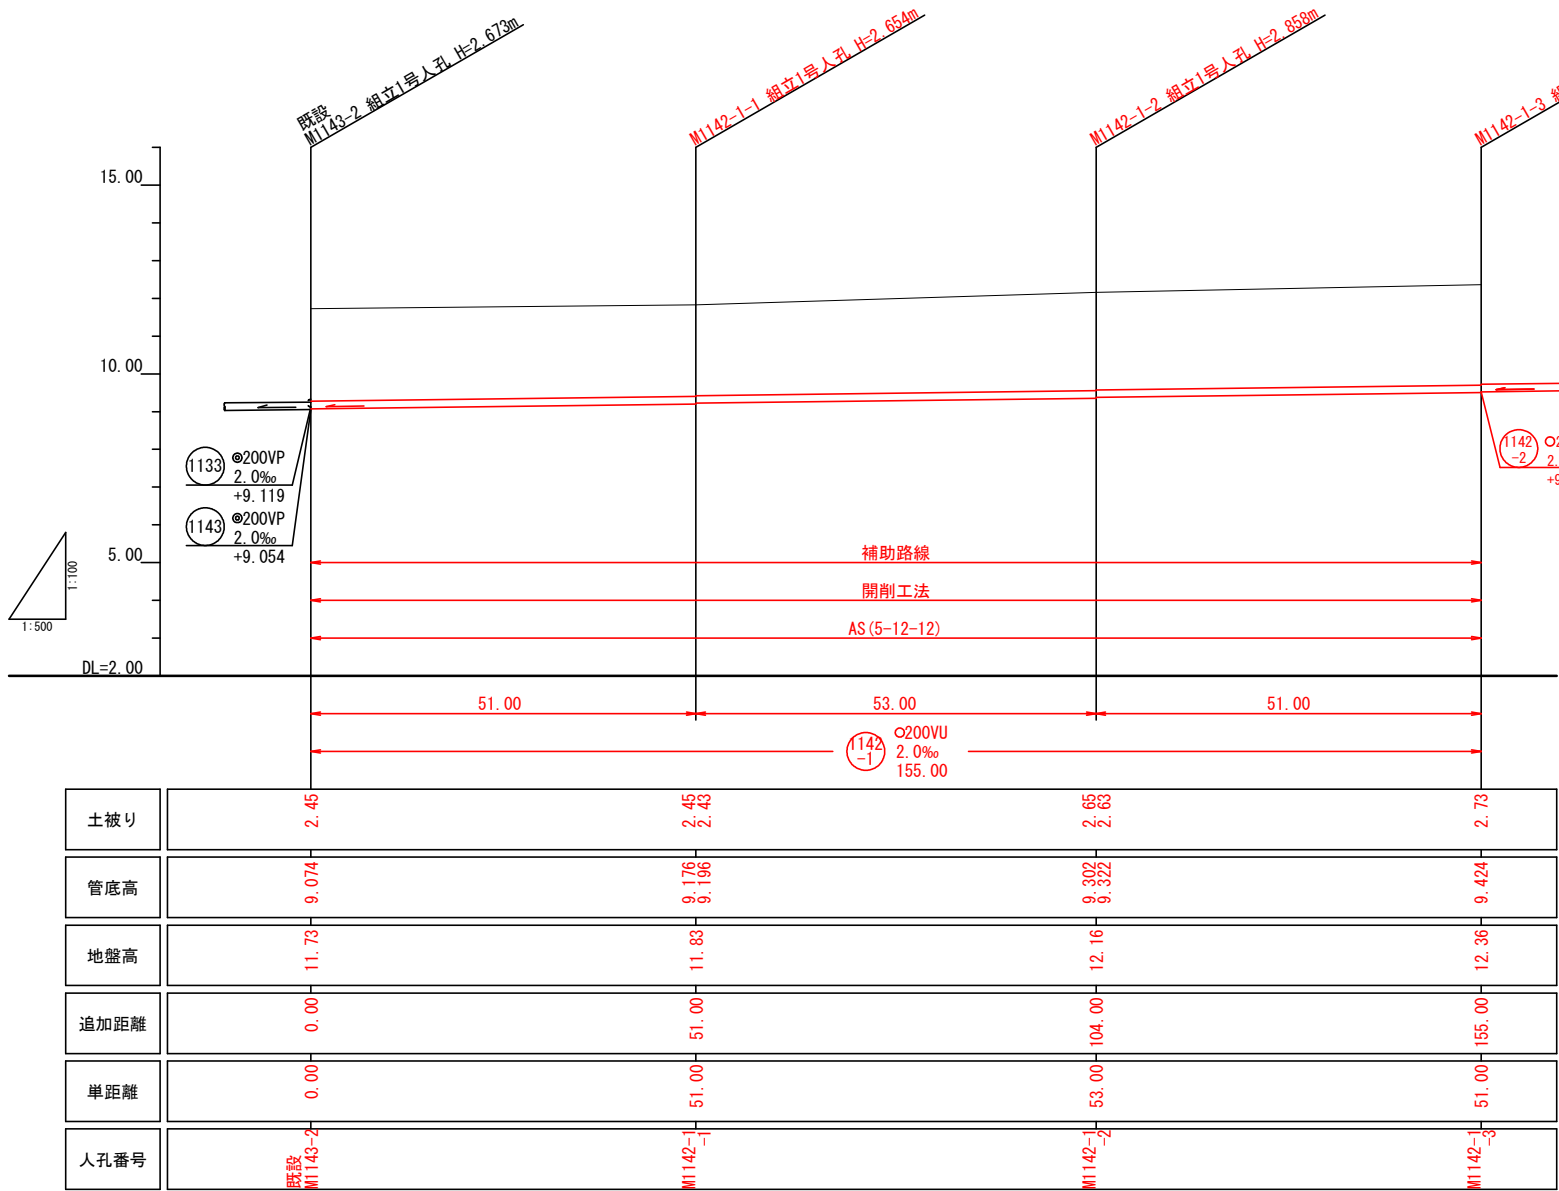 既設
M1143-2 組立1号人孔 H=2.673m
M1142-1-1 組立1号人孔 H=2.654m
M1142-1-2 組立1号人孔 H=2.858m
M1142-1-3
15.00
10.00
5.00
DL=2.00
1:100
1:500
1133 ◎200VP
2.0‰
+9.119
1143 ◎200VP
2.0‰
+9.054
1142
-2
○2
2.
+9
補助路線
開削工法
AS(5-12-12)
51.00 53.00 51.00
1142
-1
○200VU
2.0‰
155.00
土被り 2.45 2.45 2.43 2.65 2.63 2.73
管底高 9.074 9.176 9.196 9.302 9.322 9.424
地盤高 11.73 11.83 12.16 12.36
追加距離 0.00 51.00 104.00 155.00
単距離 0.00 51.00 53.00 51.00
人孔番号
既設
M1143-2
M1142-1
-1
M1142-1
-2
M1142-1
-3